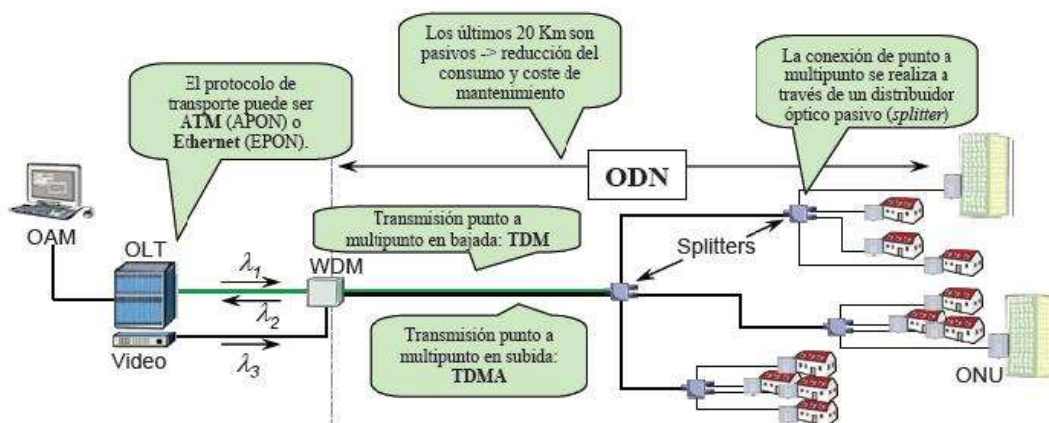 Los últimos 20 Km son
pasivos -> reducción del
consumo y coste de
mantenimiento
La conexión de punto a
multipunto se realiza a
través de un distribuidor
óptico pasivo (splitter)
El protocolo de
transporte puede ser
ATM (APON) o
Ethernet (EPON).
ODN
OAM
OLT
Transmisión punto a
multipunto en bajada: TDM
Splitters
λ1
WDM
λ2
Video
λ3
Transmisión punto a
multipunto en subida:
TDMA
ONU